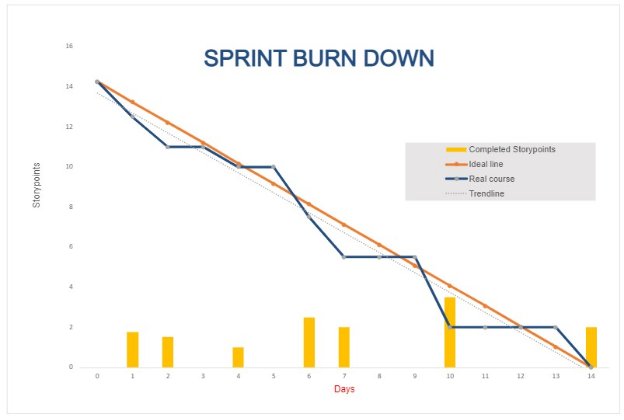 SPRINT BURN DOWN
16
14
12
10
8
6
4
2
0
Storypoints
Completed Storypoints
Ideal line
Real course
Trendline
0 1 2 3 4 5 6 7 8 9 10 11 12 13 14
Days